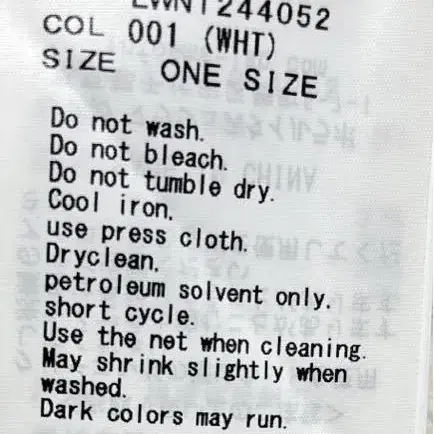 LWNT244052
COL 001 (WHT)
SIZE ONE SIZE
Do not wash.
Do not bleach.
Do not tumble dry.
Cool iron.
use press cloth.
Dryclean.
petroleum solvent only.
short cycle.
Use the net when cleaning.
May shrink slightly when
washed.
Dark colors may run.